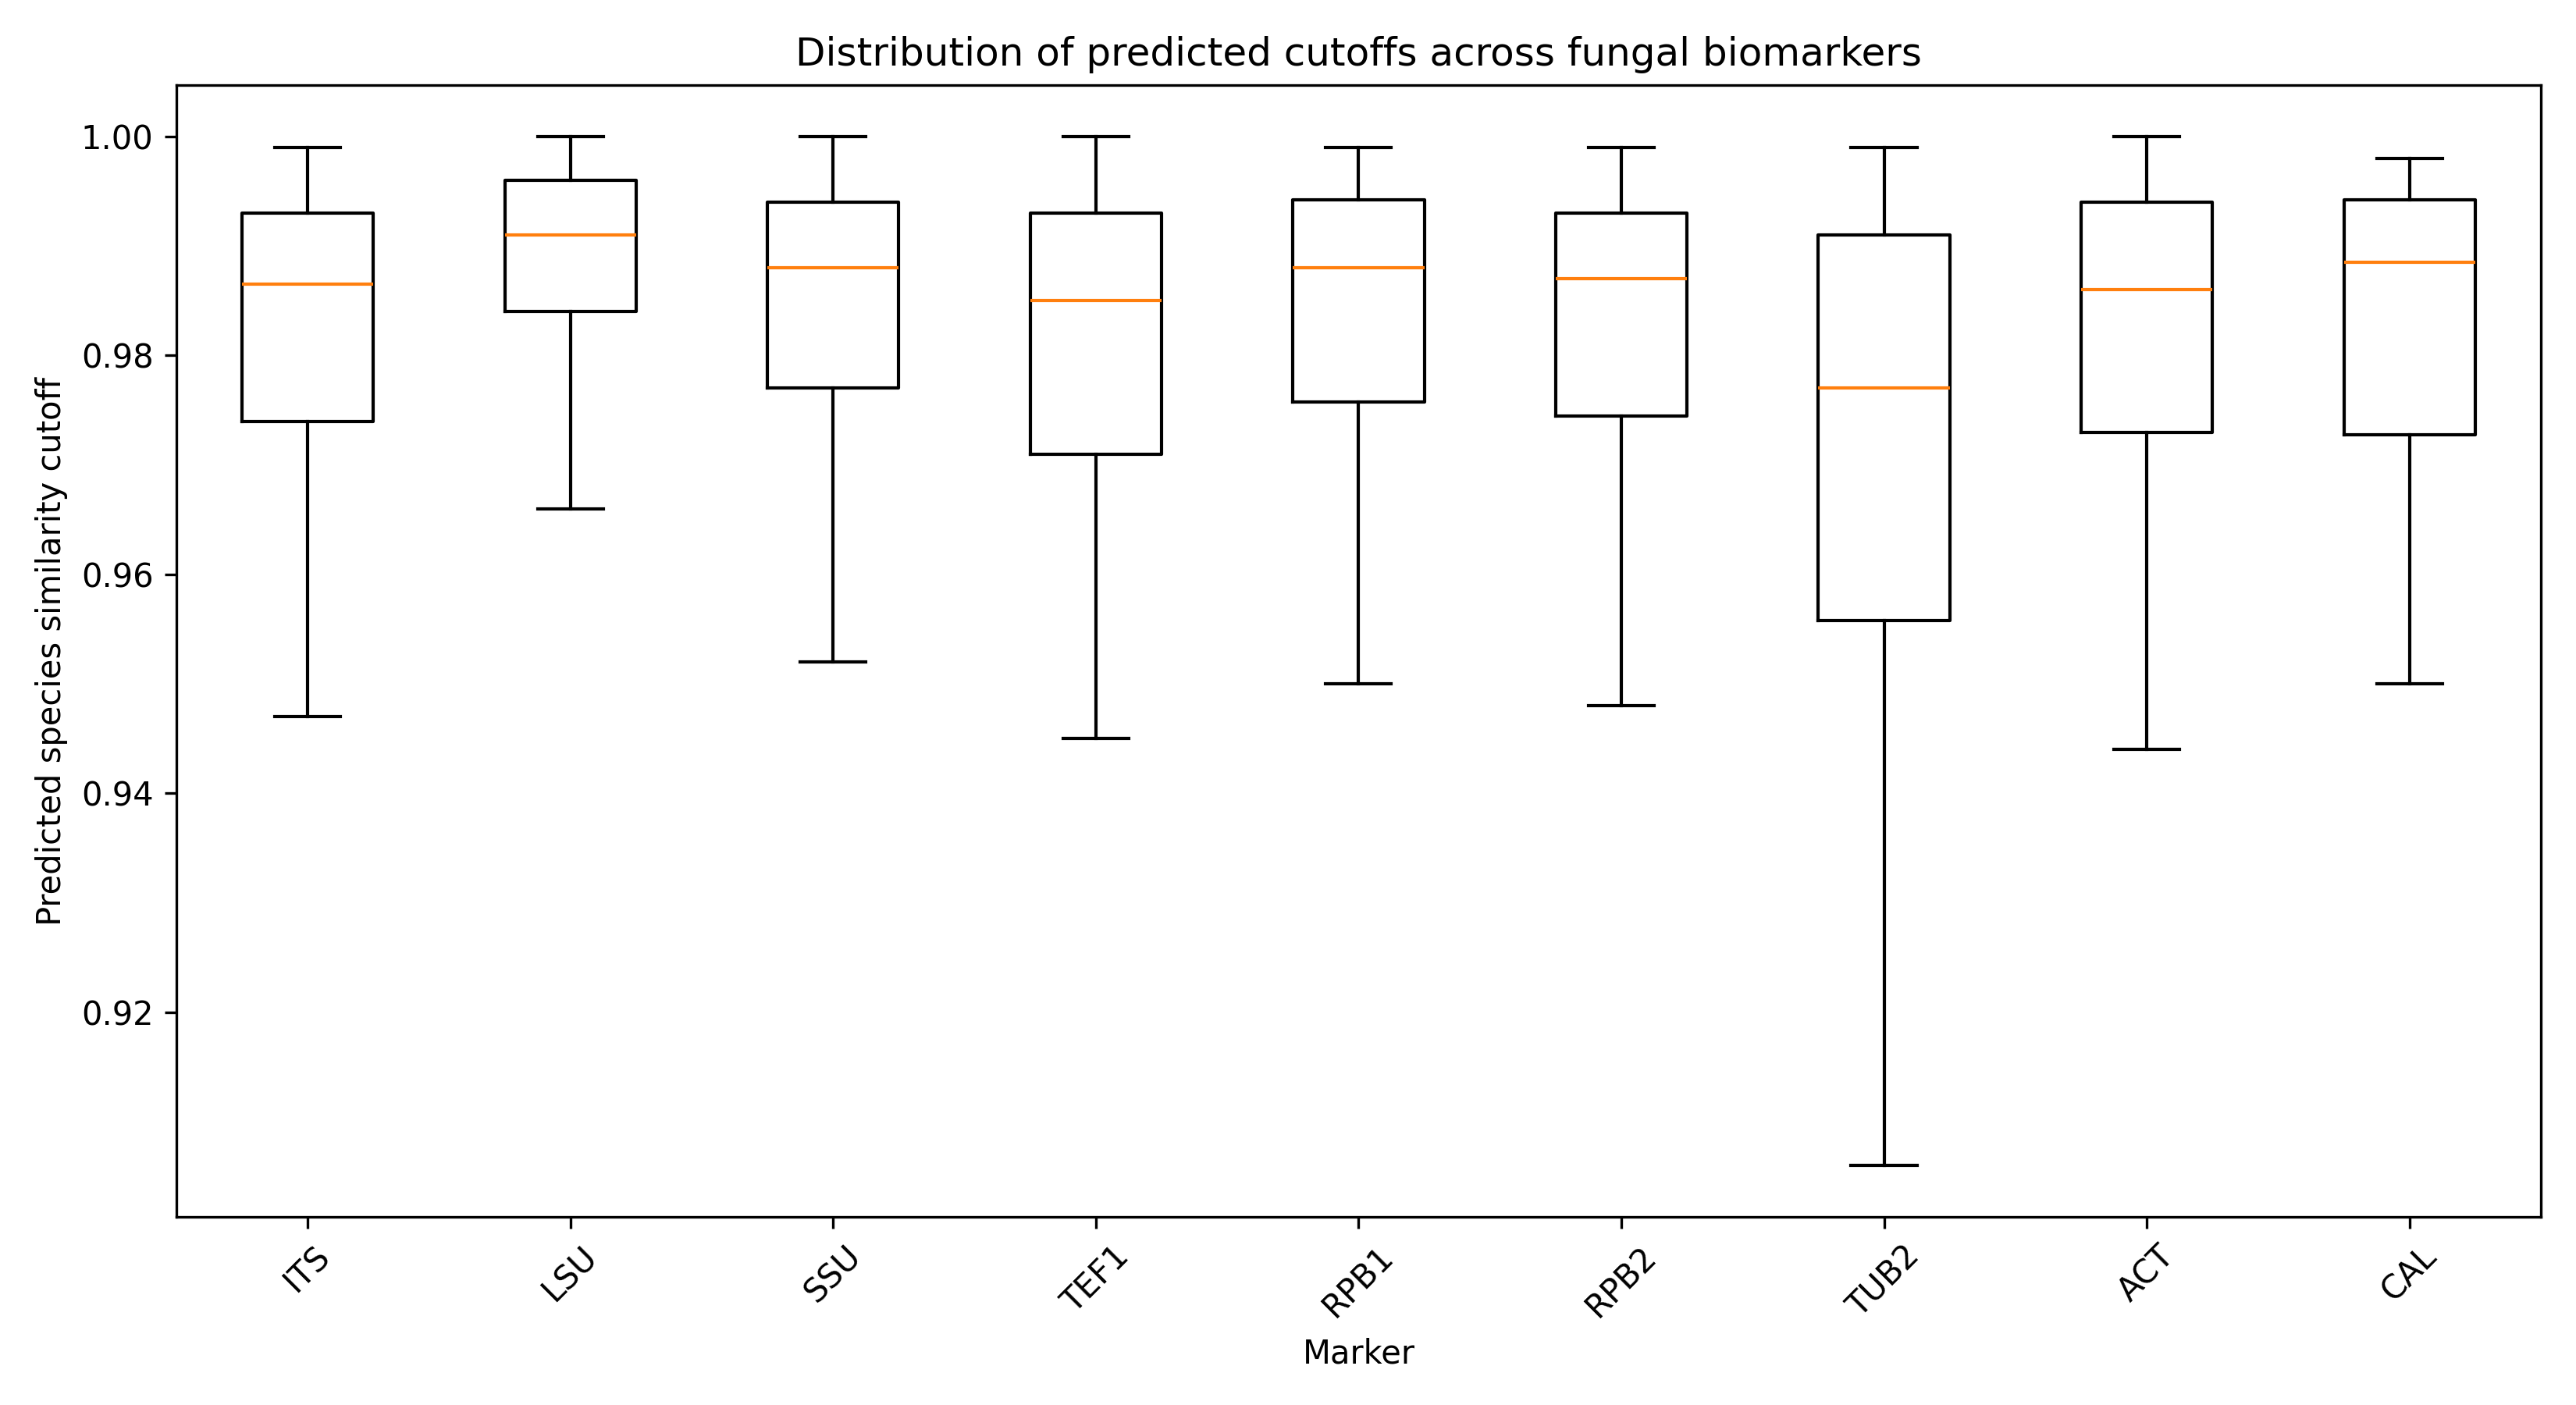 Distribution of predicted cutoffs across fungal biomarkers
Predicted species similarity cutoff
1.00
0.98
0.96
0.94
0.92
ITS
LSU
SSU
TEF1
RPB1
RPB2
TUB2
ACT
CAL
Marker